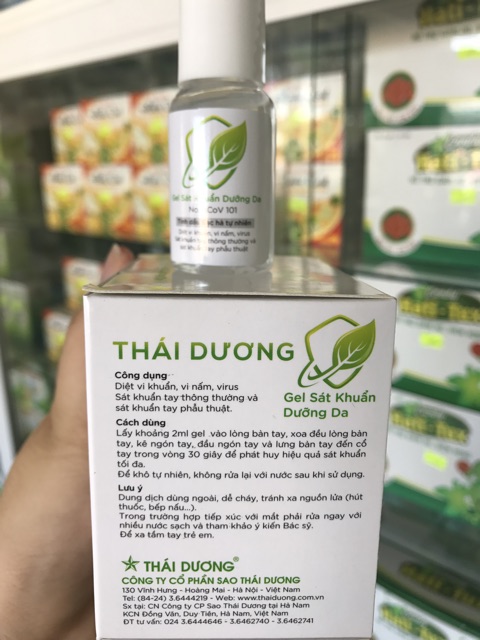 Gel Sát Khuẩn Dưỡng Da
CoV 101
Diệt vi khuẩn, vi nấm, virus
THÁI DƯƠNG
Gel Sát Khuẩn
Dưỡng Da
Công dụng
Diệt vi khuẩn, vi nấm, virus
Sát khuẩn tay thông thường và
sát khuẩn tay phẫu thuật.
Cách dùng
Lấy khoảng 2ml gel vào lòng bàn tay, xoa đều lòng bàn
tay, kẽ ngón tay, đầu ngón tay và lưng bàn tay đến cổ
tay trong vòng 30 giây để phát huy hiệu quả sát khuẩn
tối đa.
Để khô tự nhiên, không rửa lại với nước sau khi sử dụng.
Lưu ý
Dung dịch dùng ngoài, dễ cháy, tránh xa nguồn lửa (hút
thuốc, bếp nấu...).
Trong trường hợp tiếp xúc với mắt phải rửa ngay với
nhiều nước sạch và tham khảo ý kiến Bác sỹ.
Để xa tầm tay trẻ em.
THÁI DƯƠNG®
CÔNG TY CỔ PHẦN SAO THÁI DƯƠNG
130 Vĩnh Hưng - Hoàng Mai - Hà Nội - Việt Nam
Tel: (84-24) 3.6444219 - Web: www.thaiduong.com.vn
Sx tại: CN Công ty CP Sao Thái Dương tại Hà Nam
KCN Đồng Văn, Duy Tiên, Hà Nam, Việt Nam
ĐT tư vấn: 024 3.6444646 - 3.6462740 - 3.6462741